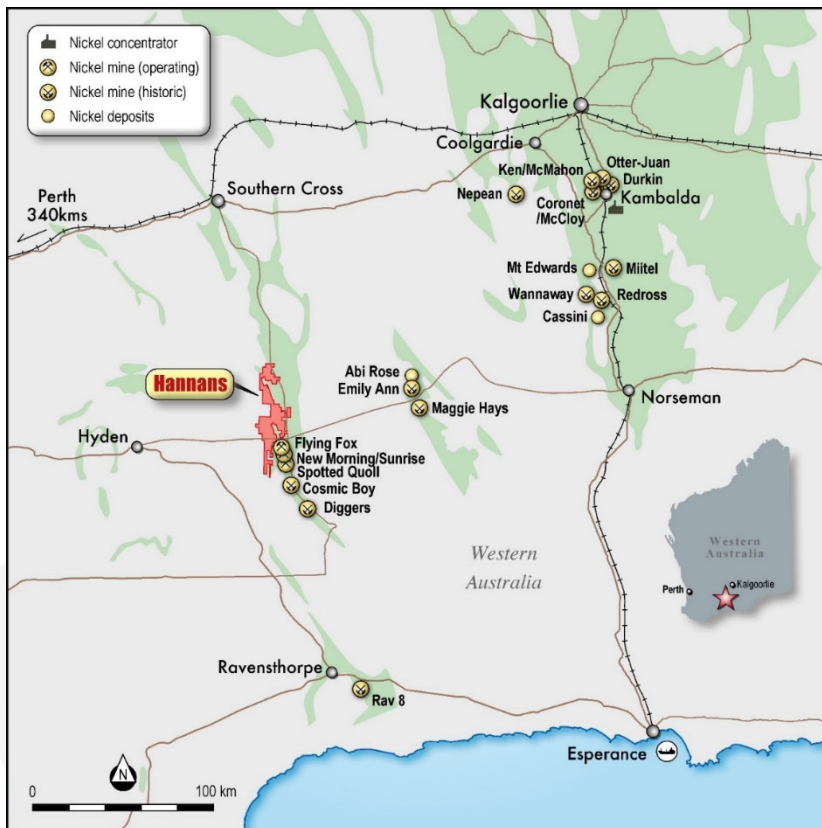 Nickel concentrator
Nickel mine (operating)
Nickel mine (historic)
Nickel deposits
Kalgoorlie
Coolgardie
Ken/McMahon
Otter-Juan
Durkin
Nepean
Coronet
/McCloy
Kambalda
Southern Cross
Perth
340kms
Mt Edwards
Miitel
Wannaway
Redross
Cassini
Abi Rose
Emily Ann
Maggie Hays
Hannans
Norseman
Hyden
Flying Fox
New Morning/Sunrise
Spotted Quoll
Cosmic Boy
Diggers
Western
Australia
Western
Australia
Perth
Kalgoorlie
Ravensthorpe
Rav 8
Esperance
N
0
100 km